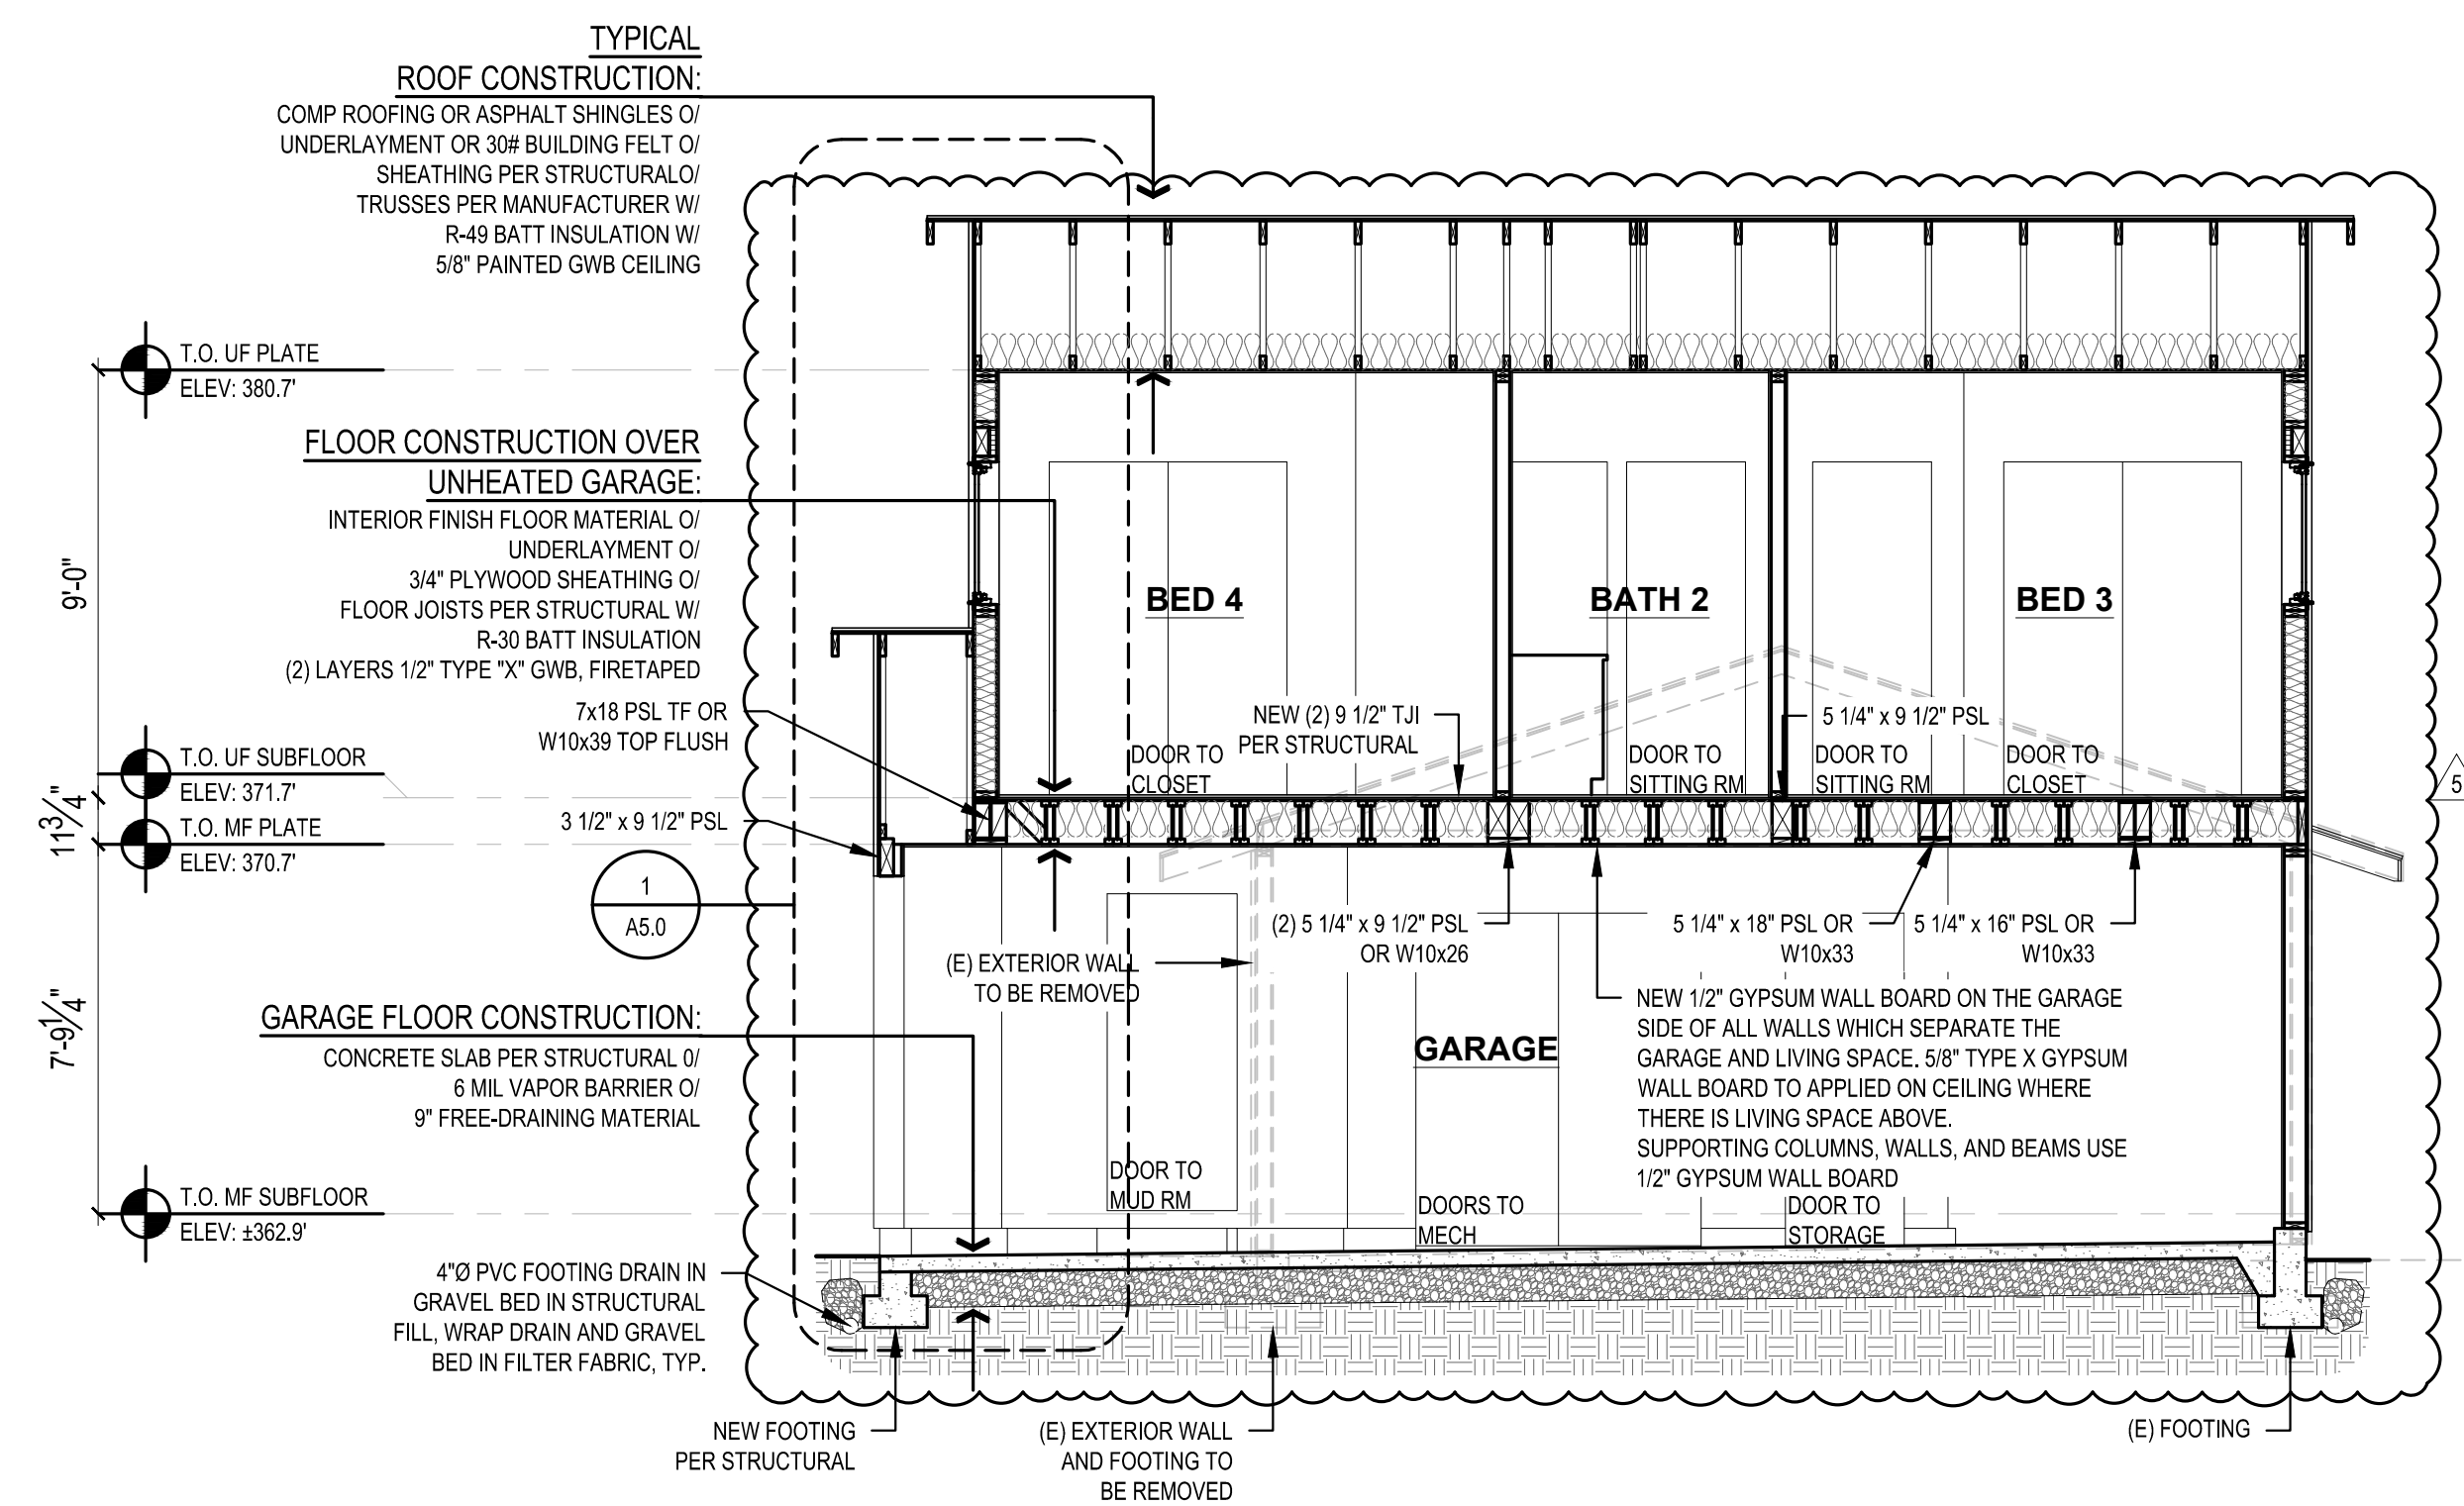 TYPICAL
ROOF CONSTRUCTION:
COMP ROOFING OR ASPHALT SHINGLES O/
UNDERLAYMENT OR 30# BUILDING FELT O/
SHEATHING PER STRUCTURALO/
TRUSSES PER MANUFACTURER W/
R-49 BATT INSULATION W/
5/8" PAINTED GWB CEILING
T.O. UF PLATE
ELEV: 380.7'
FLOOR CONSTRUCTION OVER
UNHEATED GARAGE:
INTERIOR FINISH FLOOR MATERIAL O/
UNDERLAYMENT O/
3/4" PLYWOOD SHEATHING O/
FLOOR JOISTS PER STRUCTURAL W/
R-30 BATT INSULATION
(2) LAYERS 1/2" TYPE "X" GWB, FIRETAPED
9'-0"
7x18 PSL TF OR
W10x39 TOP FLUSH
T.O. UF SUBFLOOR
ELEV: 371.7'
11 3/4"
T.O. MF PLATE
ELEV: 370.7'
3 1/2" x 9 1/2" PSL
1
A5.0
7'-9 1/4"
GARAGE FLOOR CONSTRUCTION:
CONCRETE SLAB PER STRUCTURAL 0/
6 MIL VAPOR BARRIER O/
9" FREE-DRAINING MATERIAL
T.O. MF SUBFLOOR
ELEV: ±362.9'
4"Ø PVC FOOTING DRAIN IN
GRAVEL BED IN STRUCTURAL
FILL, WRAP DRAIN AND GRAVEL
BED IN FILTER FABRIC, TYP.
BED 4
BATH 2
BED 3
NEW (2) 9 1/2" TJI
PER STRUCTURAL
5 1/4" x 9 1/2" PSL
DOOR TO
CLOSET
DOOR TO
SITTING RM
DOOR TO
SITTING RM
DOOR TO
CLOSET
5
(E) EXTERIOR WALL
TO BE REMOVED
(2) 5 1/4" x 9 1/2" PSL
OR W10x26
5 1/4" x 18" PSL OR
W10x33
5 1/4" x 16" PSL OR
W10x33
NEW 1/2" GYPSUM WALL BOARD ON THE GARAGE
SIDE OF ALL WALLS WHICH SEPARATE THE
GARAGE AND LIVING SPACE. 5/8" TYPE X GYPSUM
WALL BOARD TO APPLIED ON CEILING WHERE
THERE IS LIVING SPACE ABOVE.
SUPPORTING COLUMNS, WALLS, AND BEAMS USE
1/2" GYPSUM WALL BOARD
GARAGE
DOOR TO
MUD RM
DOORS TO
MECH
DOOR TO
STORAGE
NEW FOOTING
PER STRUCTURAL
(E) EXTERIOR WALL
AND FOOTING TO
BE REMOVED
(E) FOOTING